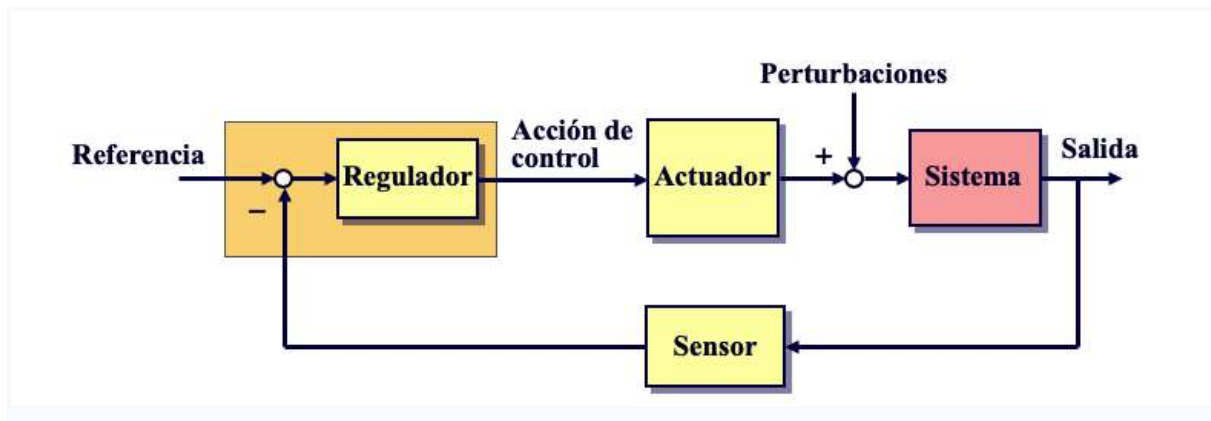 Perturbaciones
Referencia
Acción de
control
Regulador
Actuador
+
Sistema
Salida
−
Sensor